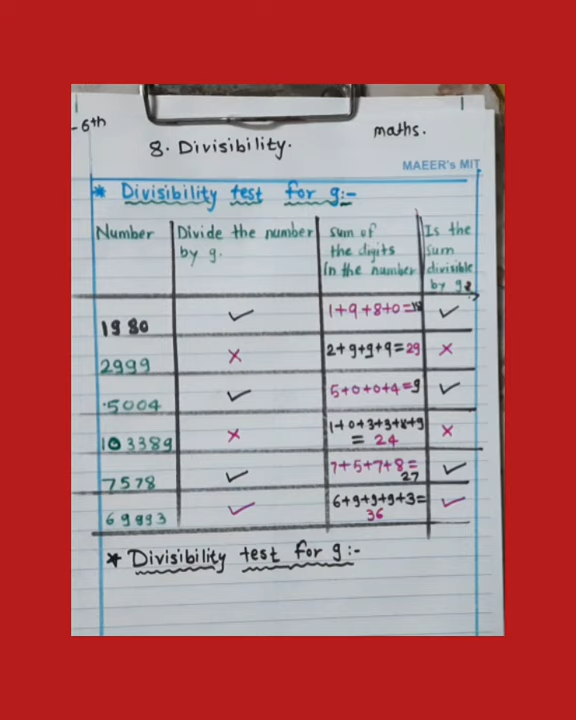 -6th
maths.
8. Divisibility.
MAEER's MIT
* Divisibility test for 9:-
Number | Divide the number by 9. | Sum of the digits in the number | Is the sum divisible by 9?
1980 | ✓ | 1+9+8+0=18 | ✓
2999 | × | 2+9+9+9=29 | ×
5004 | ✓ | 5+0+0+4=9 | ✓
103389 | × | 1+0+3+3+8+9 = 24 | ×
7578 | ✓ | 7+5+7+8= 27 | ✓
69993 | ✓ | 6+9+9+9+3= 36 | ✓
* Divisibility test for 9:-